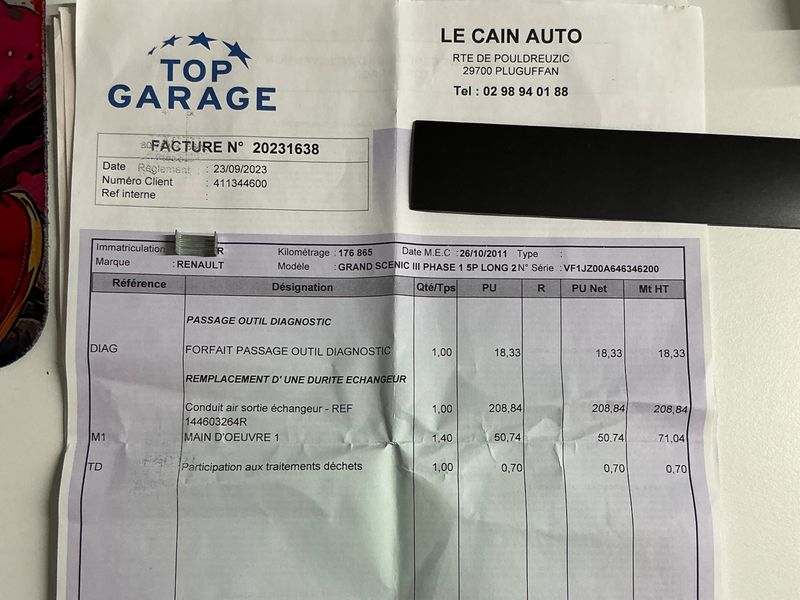 TOP
GARAGE
LE CAIN AUTO
RTE DE POULDREUZIC
29700 PLUGUFFAN
Tel : 02 98 94 01 88
FACTURE N° 20231638
Date Règlement : 23/09/2023
Numéro Client : 411344600
Ref interne :
Immatriculation R Kilométrage : 176 865 Date M.E.C : 26/10/2011 Type :
Marque : RENAULT Modèle : GRAND SCENIC III PHASE 1 5P LONG 2 N° Série : VF1JZ00A646346200
Référence Désignation Qté/Tps PU R PU Net Mt HT
PASSAGE OUTIL DIAGNOSTIC
DIAG FORFAIT PASSAGE OUTIL DIAGNOSTIC 1,00 18,33 18,33 18,33
REMPLACEMENT D' UNE DURITE ECHANGEUR
Conduit air sortie échangeur - REF 1,00 208,84 208,84 208,84
144603264R
M1 MAIN D'OEUVRE 1 1,40 50,74 50,74 71,04
TD Participation aux traitements déchets 1,00 0,70 0,70 0,70